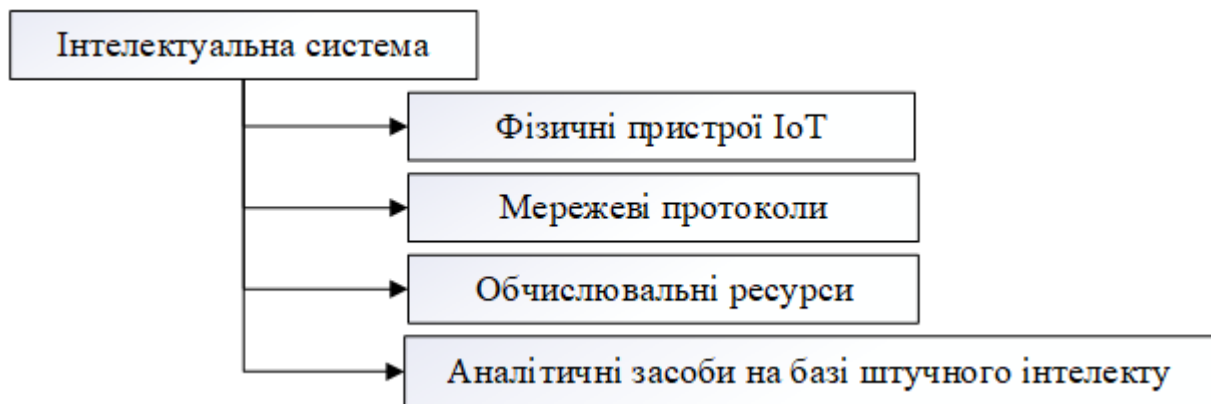 Інтелектуальна система
Фізичні пристрої IoT
Мережеві протоколи
Обчислювальні ресурси
Аналітичні засоби на базі штучного інтелекту